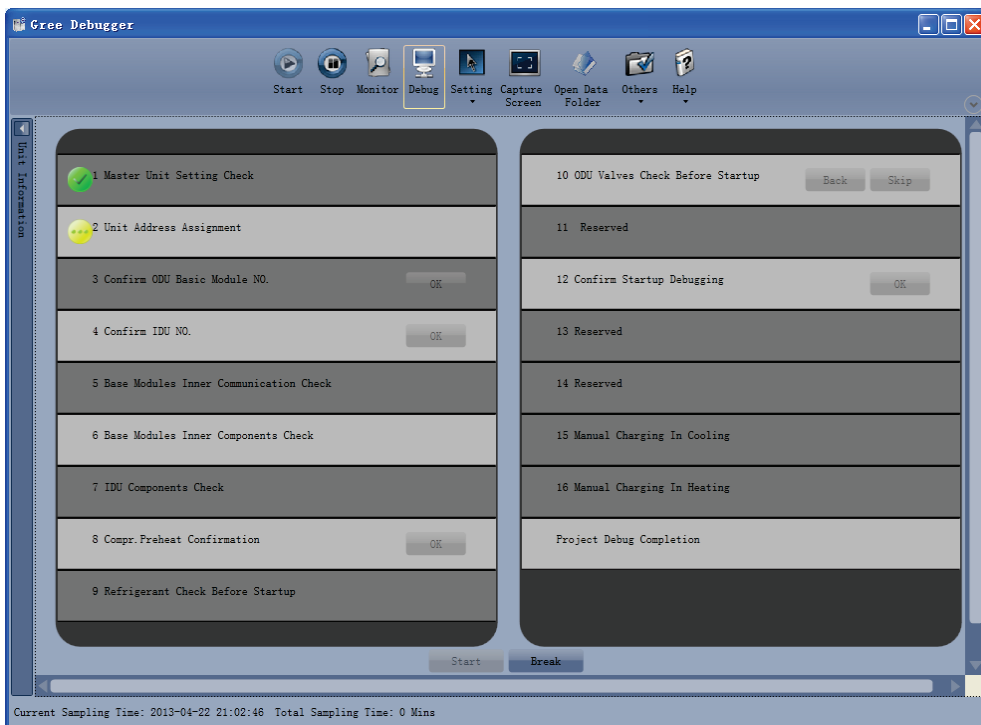 Gree Debugger
Start Stop Monitor Debug Setting Capture Screen Open Data Folder Others Help
Unit Information
1 Master Unit Setting Check
2 Unit Address Assignment
3 Confirm ODU Basic Module NO. OK
4 Confirm IDU NO. OK
5 Base Modules Inner Communication Check
6 Base Modules Inner Components Check
7 IDU Components Check
8 Compr.Preheat Confirmation OK
9 Refrigerant Check Before Startup
10 ODU Valves Check Before Startup Back Skip
11 Reserved
12 Confirm Startup Debugging OK
13 Reserved
14 Reserved
15 Manual Charging In Cooling
16 Manual Charging In Heating
Project Debug Completion
Start Break
Current Sampling Time: 2013-04-22 21:02:46 Total Sampling Time: 0 Mins